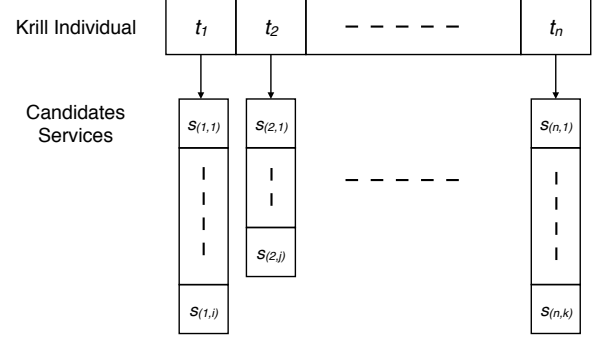 Krill Individual t1 t2 – – – – – tn
Candidates
Services
s(1,1) s(2,1) s(n,1)
s(2,j)
s(1,i) s(n,k)